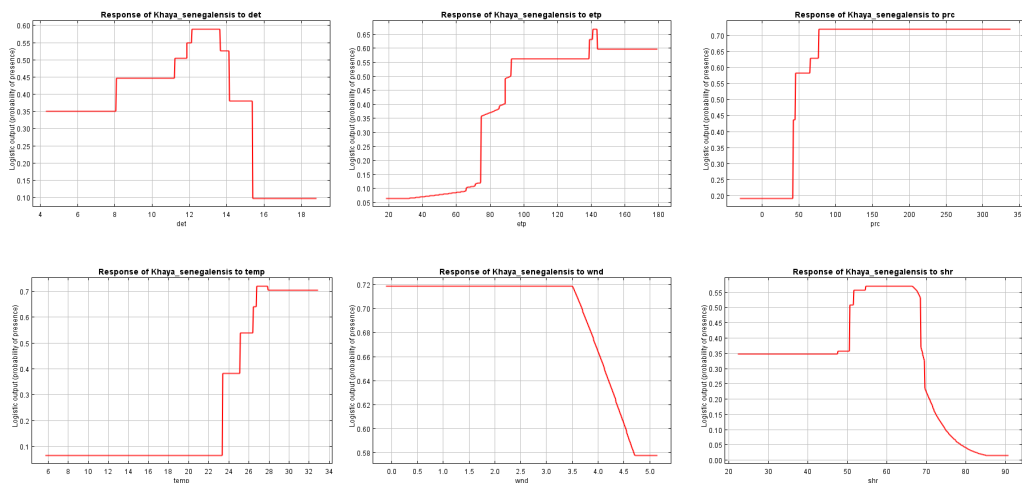 Response of Khaya_senegalensis to det
Logistic output (probability of presence)
0.60
0.55
0.50
0.45
0.40
0.35
0.30
0.25
0.20
0.15
0.10
4 6 8 10 12 14 16 18
det
Response of Khaya_senegalensis to etp
Logistic output (probability of presence)
0.65
0.60
0.55
0.50
0.45
0.40
0.35
0.30
0.25
0.20
0.15
0.10
0.05
20 40 60 80 100 120 140 160 180
etp
Response of Khaya_senegalensis to prc
Logistic output (probability of presence)
0.70
0.65
0.60
0.55
0.50
0.45
0.40
0.35
0.30
0.25
0.20
0 50 100 150 200 250 300 350
prc
Response of Khaya_senegalensis to temp
Logistic output (probability of presence)
0.7
0.6
0.5
0.4
0.3
0.2
0.1
6 8 10 12 14 16 18 20 22 24 26 28 30 32 34
temp
Response of Khaya_senegalensis to wnd
Logistic output (probability of presence)
0.72
0.70
0.68
0.66
0.64
0.62
0.60
0.58
0.0 0.5 1.0 1.5 2.0 2.5 3.0 3.5 4.0 4.5 5.0
wnd
Response of Khaya_senegalensis to shr
Logistic output (probability of presence)
0.55
0.50
0.45
0.40
0.35
0.30
0.25
0.20
0.15
0.10
0.05
0.00
20 30 40 50 60 70 80 90
shr